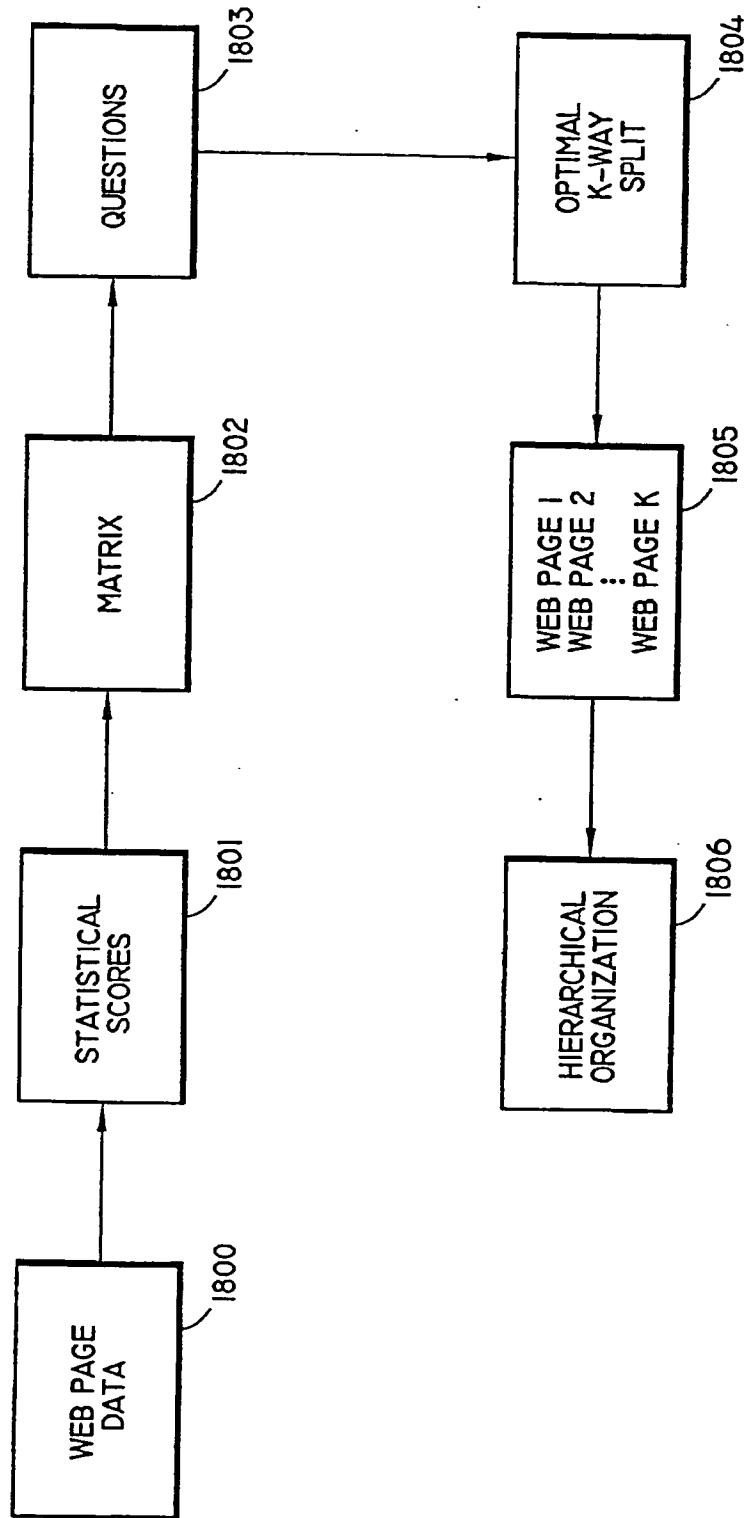 WEB PAGE
DATA
1800
STATISTICAL
SCORES
1801
MATRIX
1802
QUESTIONS
1803
OPTIMAL
K-WAY
SPLIT
1804
WEB PAGE 1
WEB PAGE 2
⋮
WEB PAGE K
1805
HIERARCHICAL
ORGANIZATION
1806